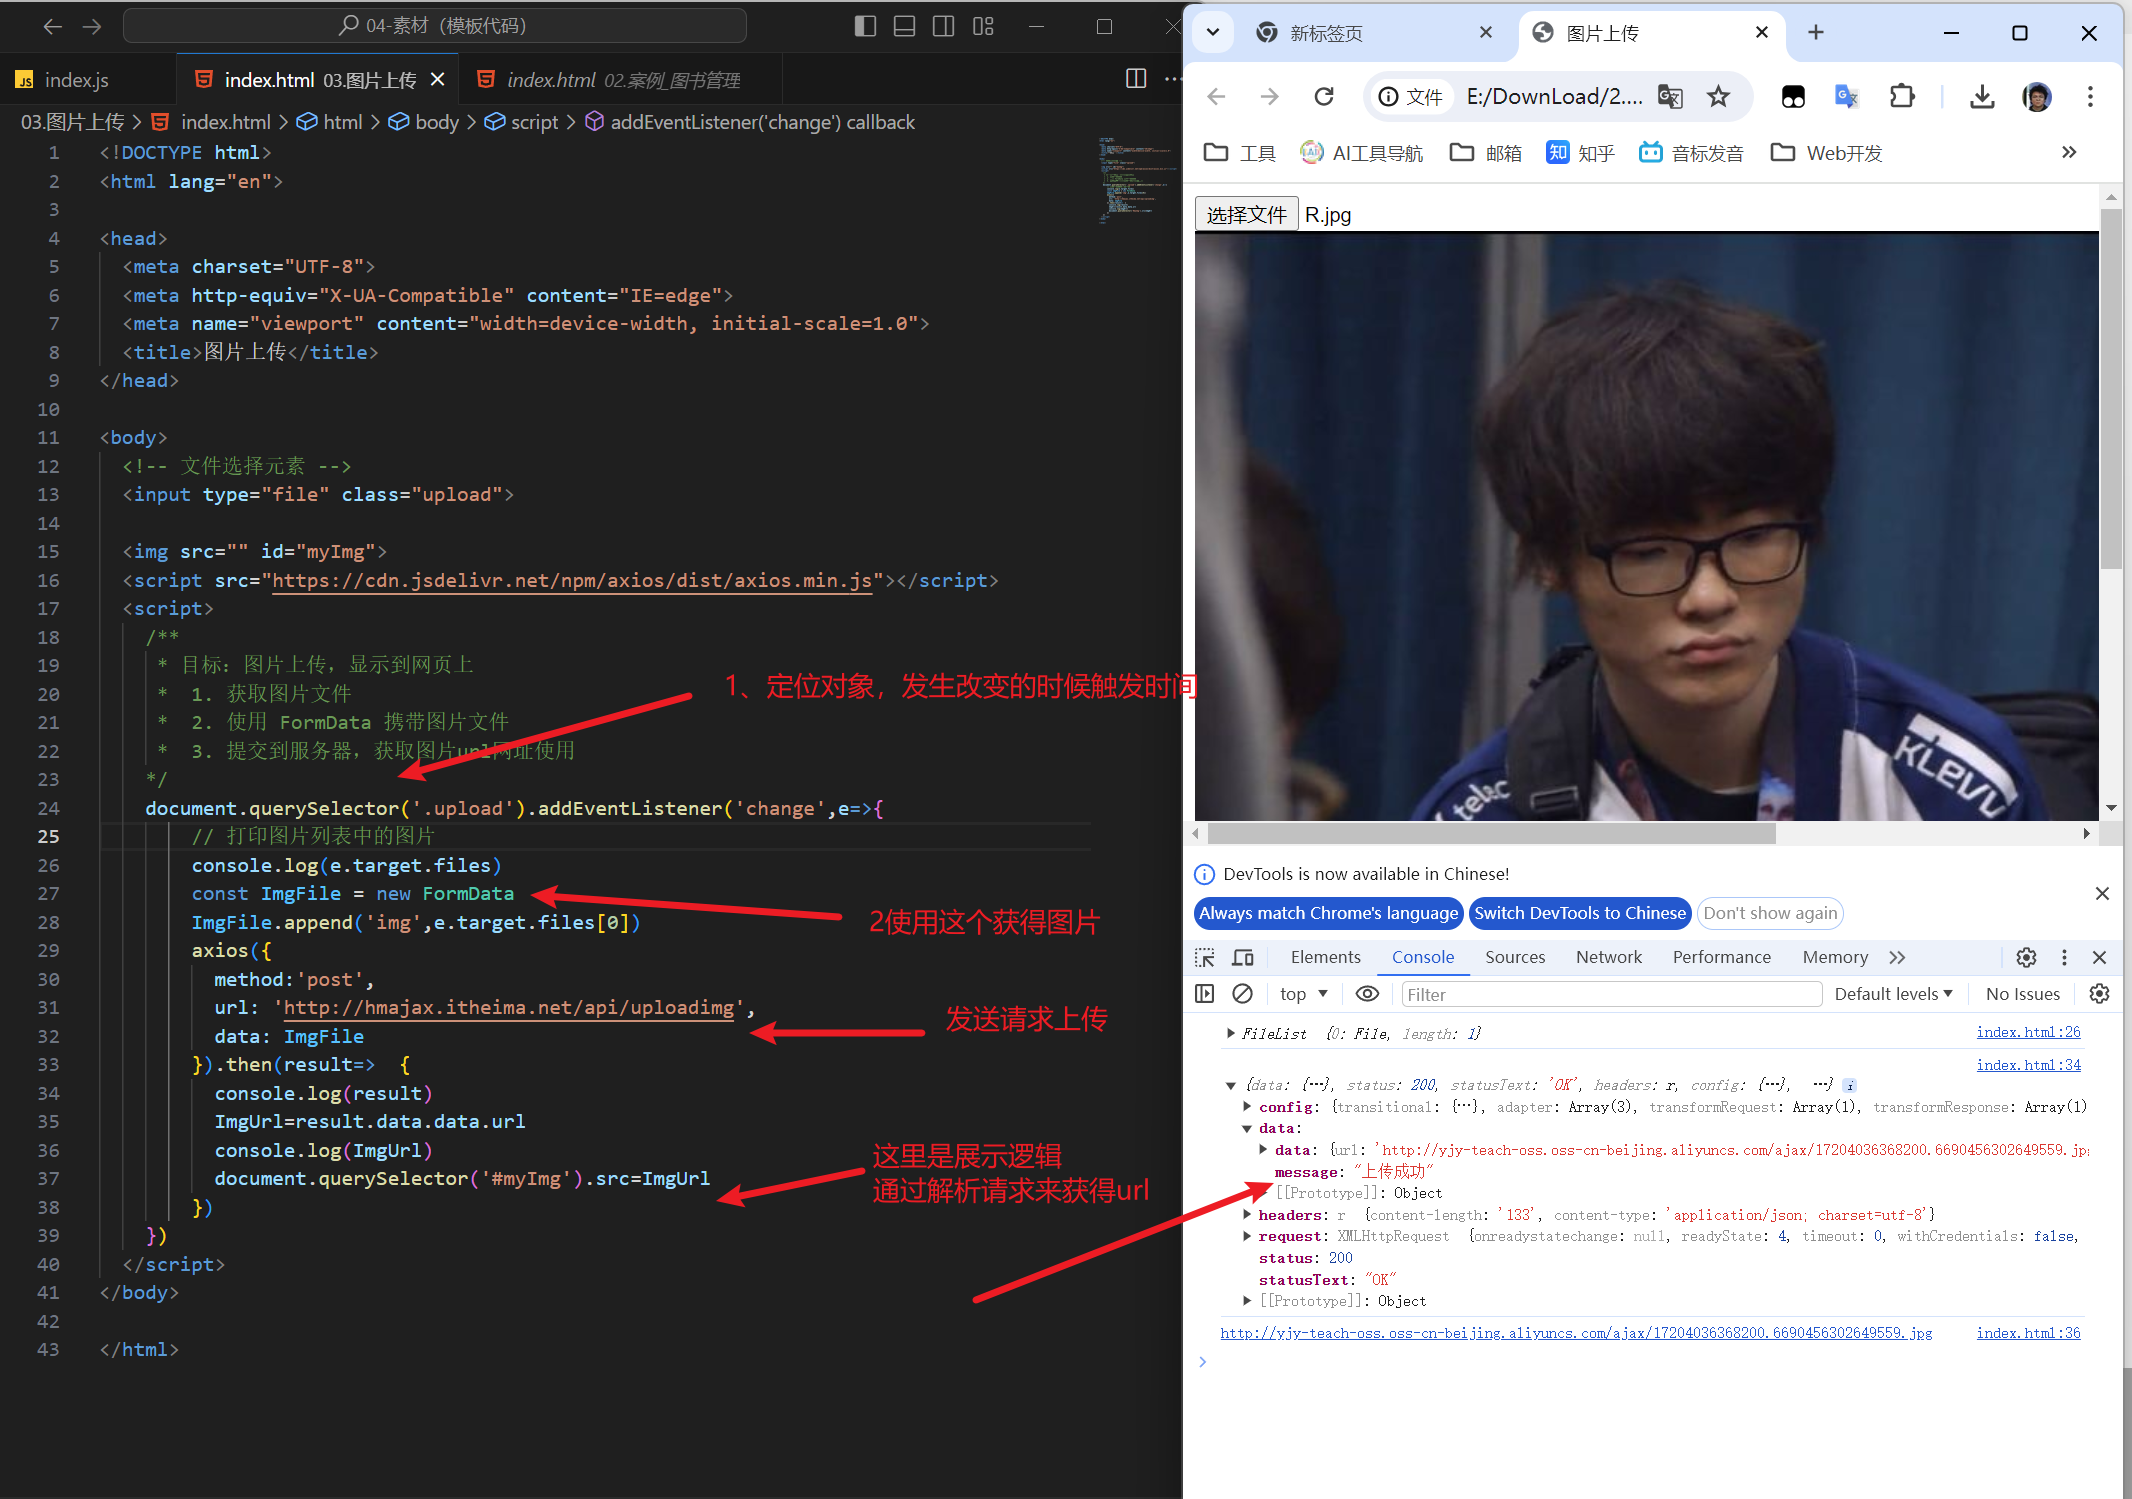 04-素材（模板代码）
index.js
index.html 03.图片上传
index.html 02.案例_图书管理
03.图片上传 > index.html > html > body > script > addEventListener('change') callback
1 <!DOCTYPE html>
2 <html lang="en">
3
4 <head>
5 <meta charset="UTF-8">
6 <meta http-equiv="X-UA-Compatible" content="IE=edge">
7 <meta name="viewport" content="width=device-width, initial-scale=1.0">
8 <title>图片上传</title>
9 </head>
10
11 <body>
12 <!-- 文件选择元素 -->
13 <input type="file" class="upload">
14
15 <img src="" id="myImg">
16 <script src="https://cdn.jsdelivr.net/npm/axios/dist/axios.min.js"></script>
17 <script>
18 /**
19 * 目标：图片上传，显示到网页上
20 * 1. 获取图片文件
21 * 2. 使用 FormData 携带图片文件
22 * 3. 提交到服务器，获取图片url网址使用
23 */
24 document.querySelector('.upload').addEventListener('change',e=>{
25 // 打印图片列表中的图片
26 console.log(e.target.files)
27 const ImgFile = new FormData
28 ImgFile.append('img',e.target.files[0])
29 axios({
30 method:'post',
31 url: 'http://hmajax.itheima.net/api/uploadimg',
32 data: ImgFile
33 }).then(result=> {
34 console.log(result)
35 ImgUrl=result.data.data.url
36 console.log(ImgUrl)
37 document.querySelector('#myImg').src=ImgUrl
38 })
39 })
40 </script>
41 </body>
42
43 </html>
1、定位对象，发生改变的时候触发时间
2使用这个获得图片
发送请求上传
这里是展示逻辑
通过解析请求来获得url
新标签页
图片上传
文件 E:/DownLoad/2....
工具 AI工具导航 邮箱 知 知乎 音标发音 Web开发 »
选择文件 R.jpg
KLEVV
telec
DevTools is now available in Chinese!
Always match Chrome's language Switch DevTools to Chinese Don't show again
Elements Console Sources Network Performance Memory »
top Filter Default levels No Issues
FileList {0: File, length: 1} index.html:26
index.html:34
{data: {…}, status: 200, statusText: 'OK', headers: r, config: {…}, …} i
config: {transitional: {…}, adapter: Array(3), transformRequest: Array(1), transformResponse: Array(1)
data:
data: {url: 'http://yjy-teach-oss.oss-cn-beijing.aliyuncs.com/ajax/17204036368200.6690456302649559.jp
message: "上传成功"
[[Prototype]]: Object
headers: r {content-length: '133', content-type: 'application/json; charset=utf-8'}
request: XMLHttpRequest {onreadystatechange: null, readyState: 4, timeout: 0, withCredentials: false,
status: 200
statusText: "OK"
[[Prototype]]: Object
http://yjy-teach-oss.oss-cn-beijing.aliyuncs.com/ajax/17204036368200.6690456302649559.jpg index.html:36